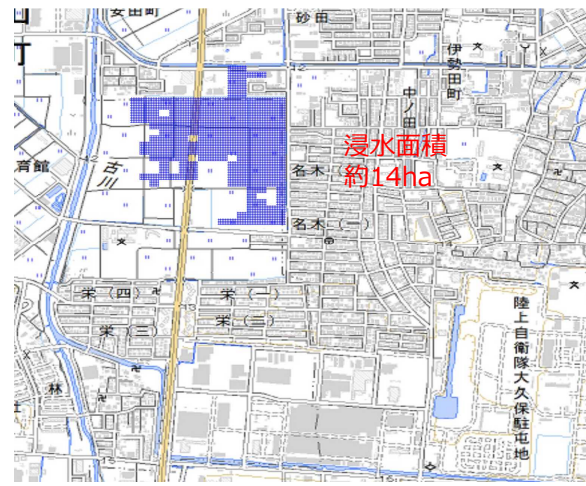 安田町
砂田
伊勢田町
中ノ田
浸水面積
約14ha
古川
育館
名木
名木(一)
栄(四)
栄(一)
栄(三)
栄(二)
林
陸上自衛隊大久保駐屯地